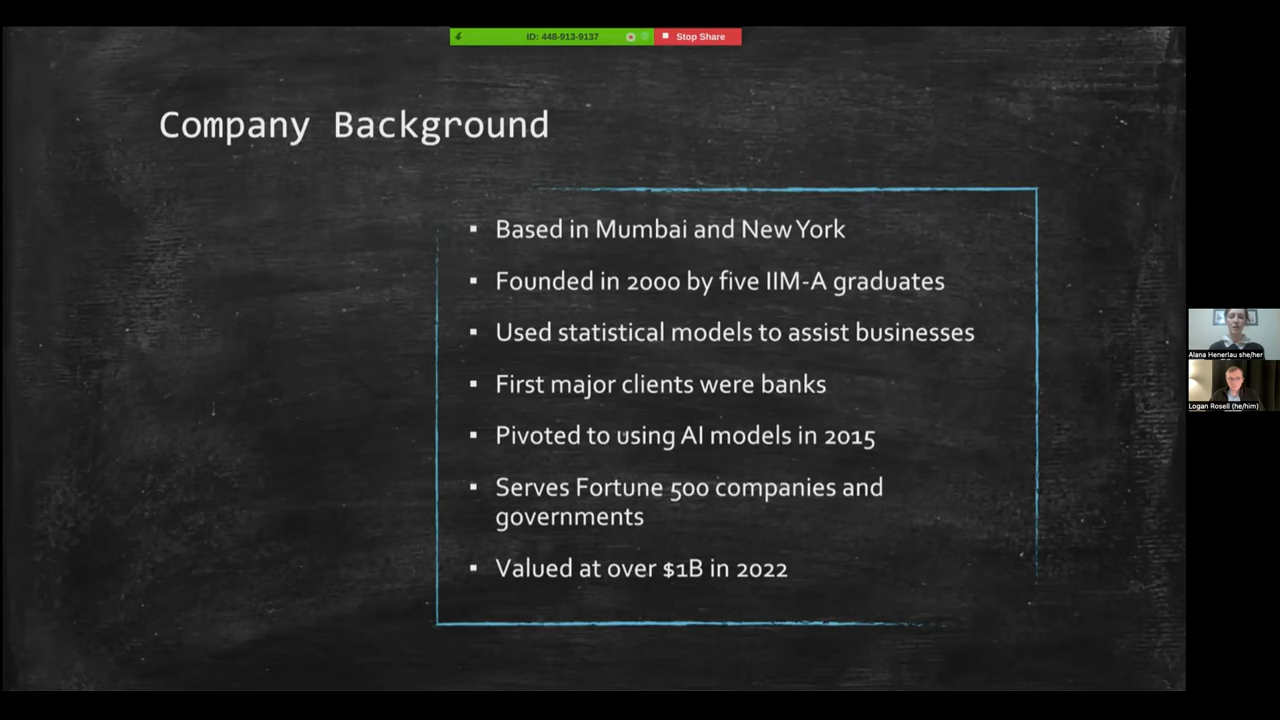 ID: 448-913-9137
Stop Share
Company Background
▪ Based in Mumbai and New York
▪ Founded in 2000 by five IIM-A graduates
▪ Used statistical models to assist businesses
▪ First major clients were banks
▪ Pivoted to using AI models in 2015
▪ Serves Fortune 500 companies and
governments
▪ Valued at over $1B in 2022
Alana Henerlau she/her
Logan Rosell (he/him)